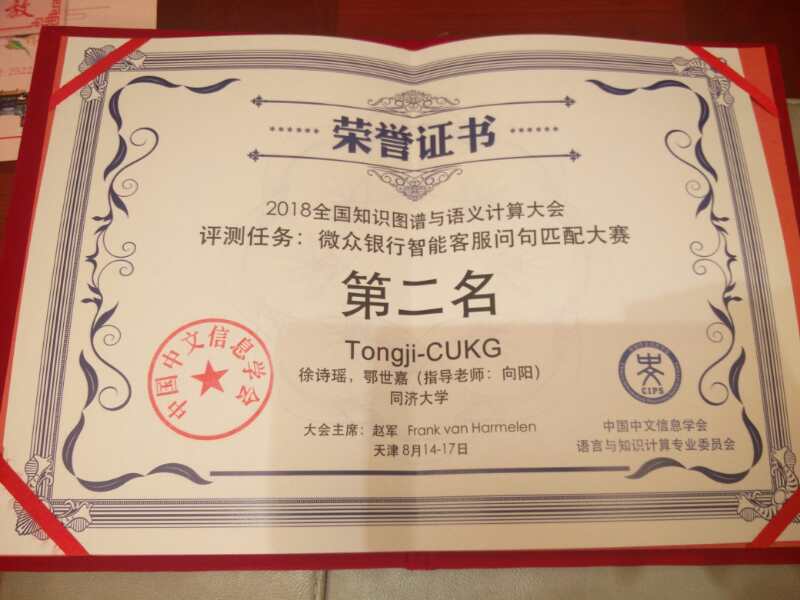 教
2522
荣誉证书
2018全国知识图谱与语义计算大会
评测任务：微众银行智能客服问句匹配大赛
第二名
Tongji-CUKG
徐诗瑶，鄂世嘉（指导老师：向阳）
同济大学
大会主席：赵军 Frank van Harmelen
天津 8月14-17日
中国中文信息学会
CIPS
中国中文信息学会
语言与知识计算专业委员会